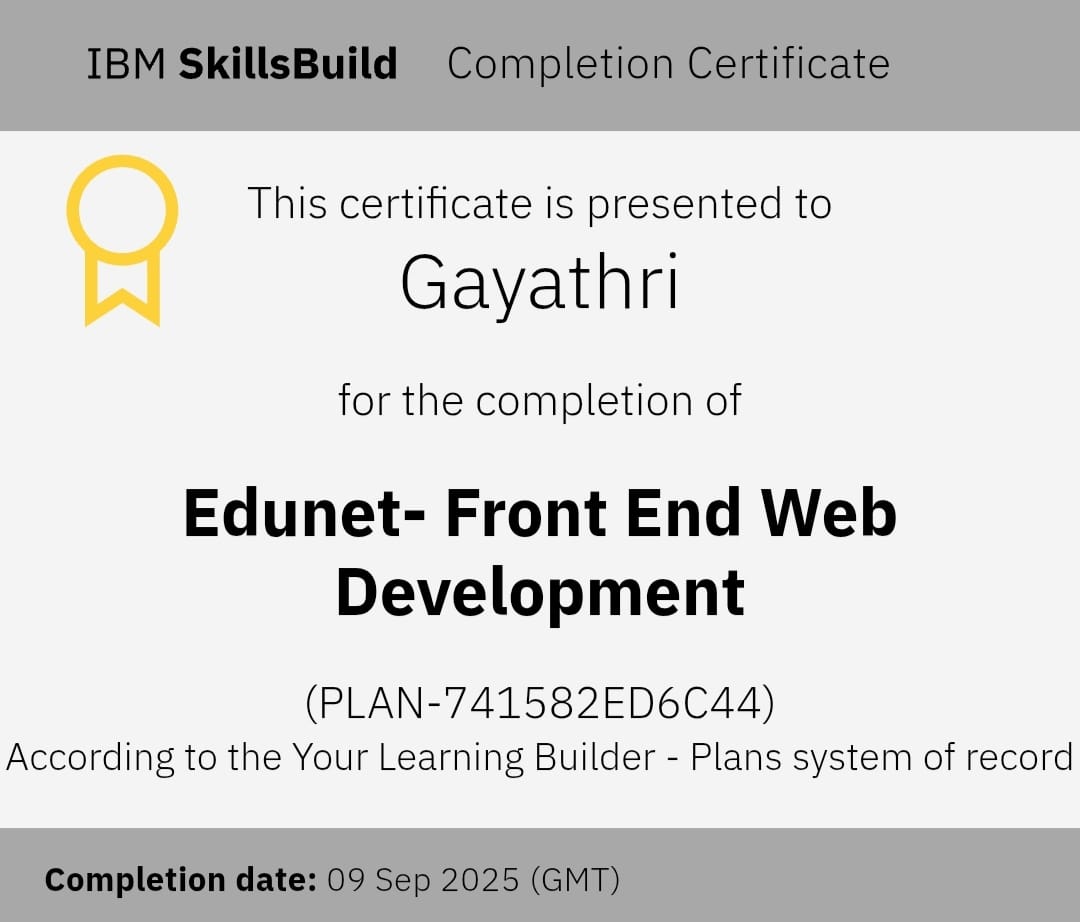 IBM SkillsBuild Completion Certificate
This certificate is presented to
Gayathri
for the completion of
Edunet- Front End Web
Development
(PLAN-741582ED6C44)
According to the Your Learning Builder - Plans system of record
Completion date: 09 Sep 2025 (GMT)